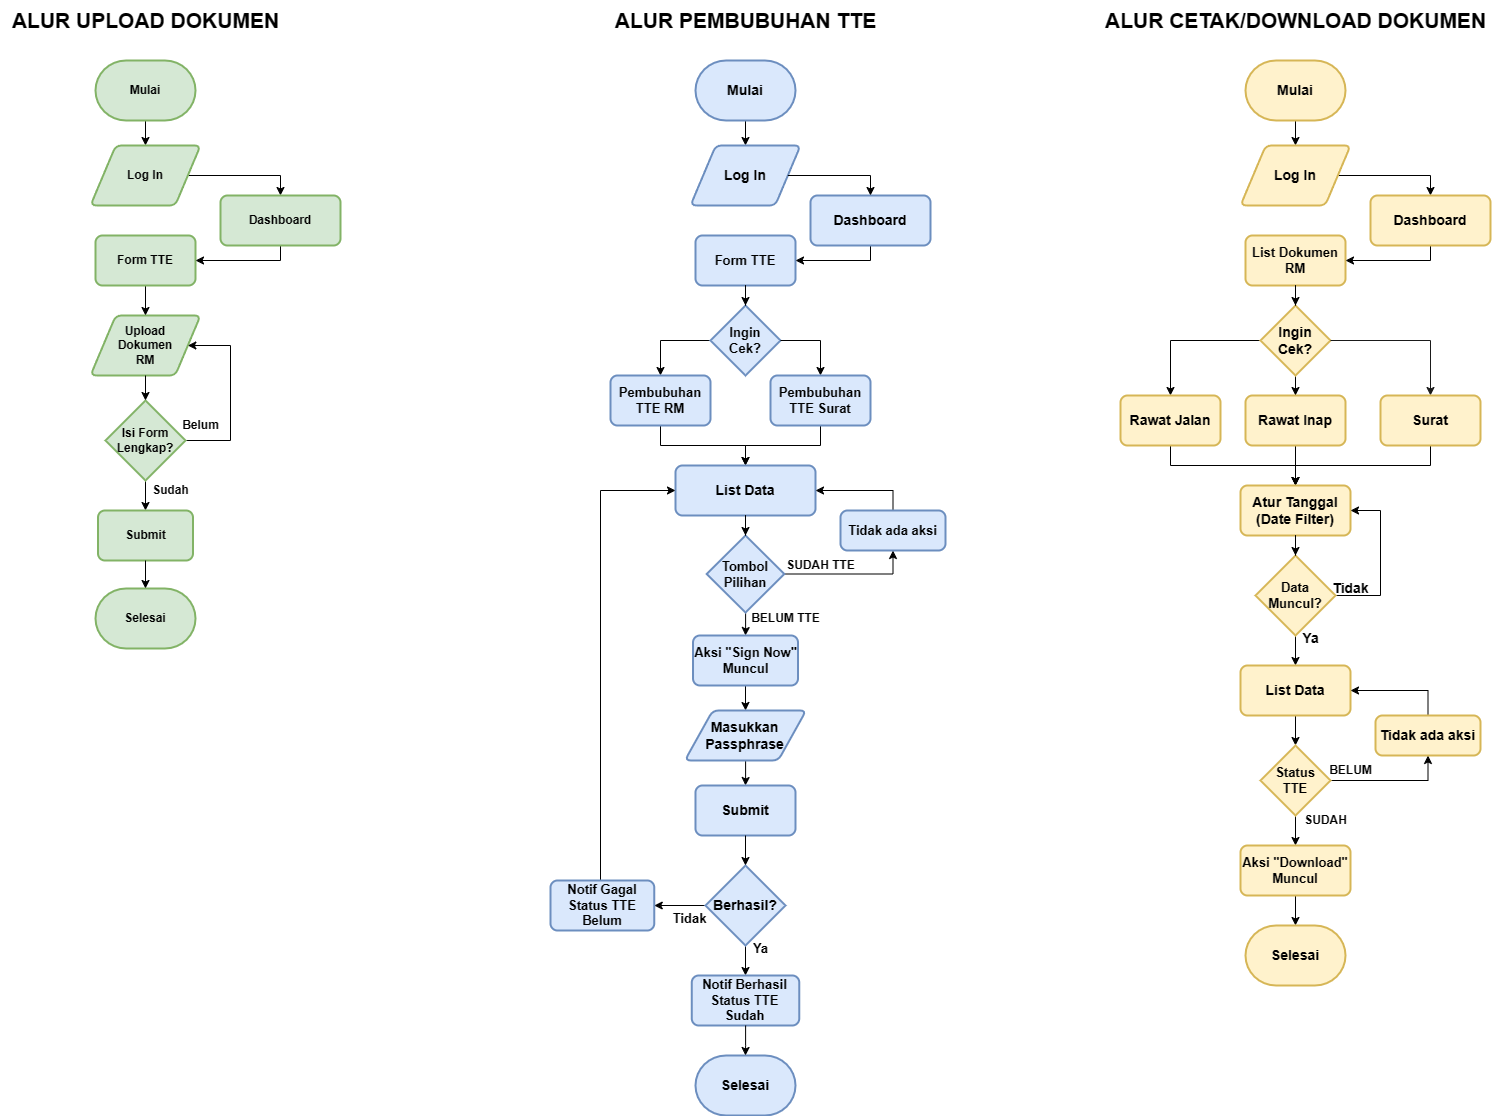 ALUR UPLOAD DOKUMEN
Mulai
Log In
Dashboard
Form TTE
Upload
Dokumen
RM
Isi Form
Lengkap?
Belum
Sudah
Submit
Selesai
ALUR PEMBUBUHAN TTE
Mulai
Log In
Dashboard
Form TTE
Ingin
Cek?
Pembubuhan
TTE RM
Pembubuhan
TTE Surat
List Data
Tidak ada aksi
Tombol
Pilihan
SUDAH TTE
BELUM TTE
Aksi "Sign Now"
Muncul
Masukkan
Passphrase
Submit
Berhasil?
Tidak
Notif Gagal
Status TTE
Belum
Ya
Notif Berhasil
Status TTE
Sudah
Selesai
ALUR CETAK/DOWNLOAD DOKUMEN
Mulai
Log In
Dashboard
List Dokumen
RM
Ingin
Cek?
Rawat Jalan
Rawat Inap
Surat
Atur Tanggal
(Date Filter)
Data
Muncul?
Tidak
Ya
List Data
Tidak ada aksi
Status
TTE
BELUM
SUDAH
Aksi "Download"
Muncul
Selesai